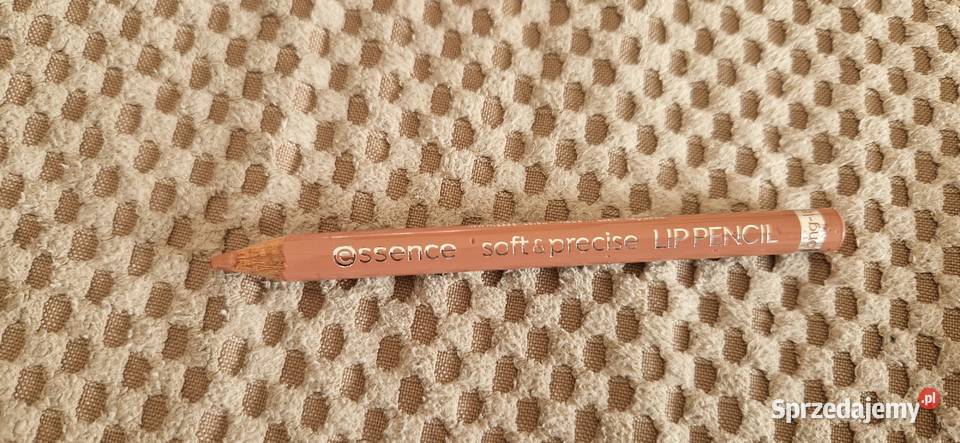 essence soft & precise LIP PENCIL
Sprzedajemy.pl